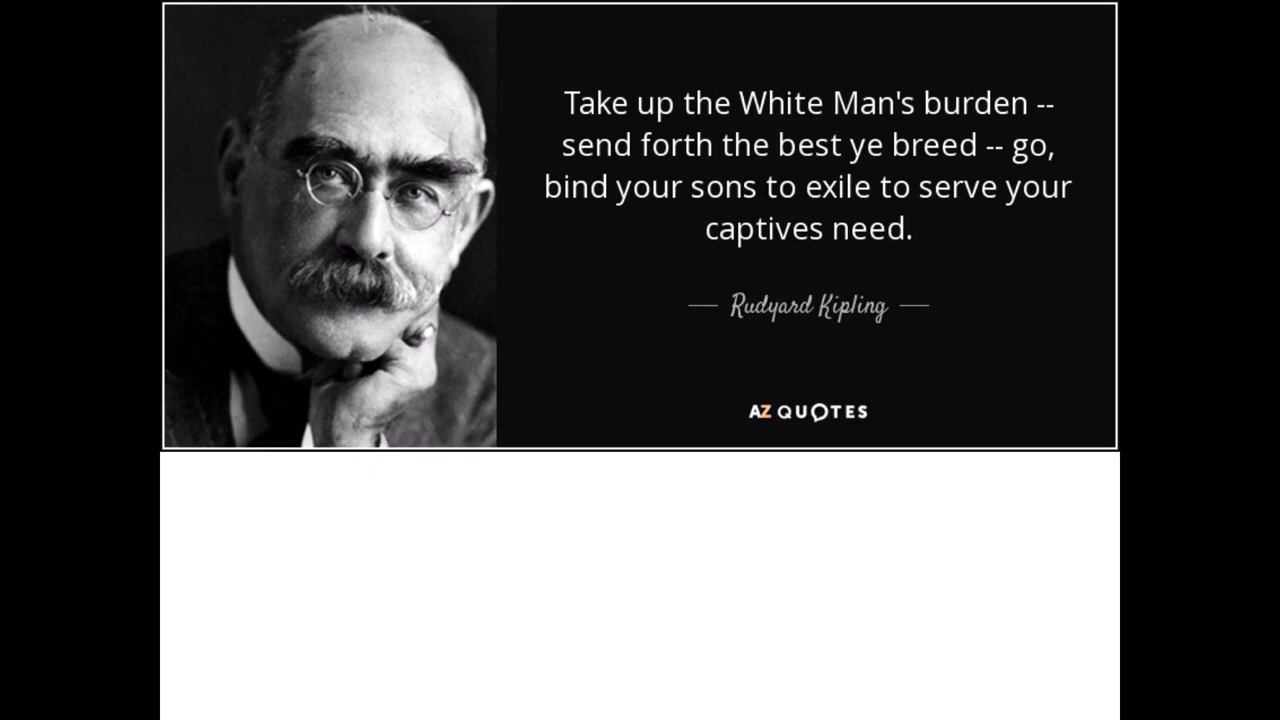 Take up the White Man's burden --
send forth the best ye breed -- go,
bind your sons to exile to serve your
captives need.
Rudyard Kipling
AZ QUOTES